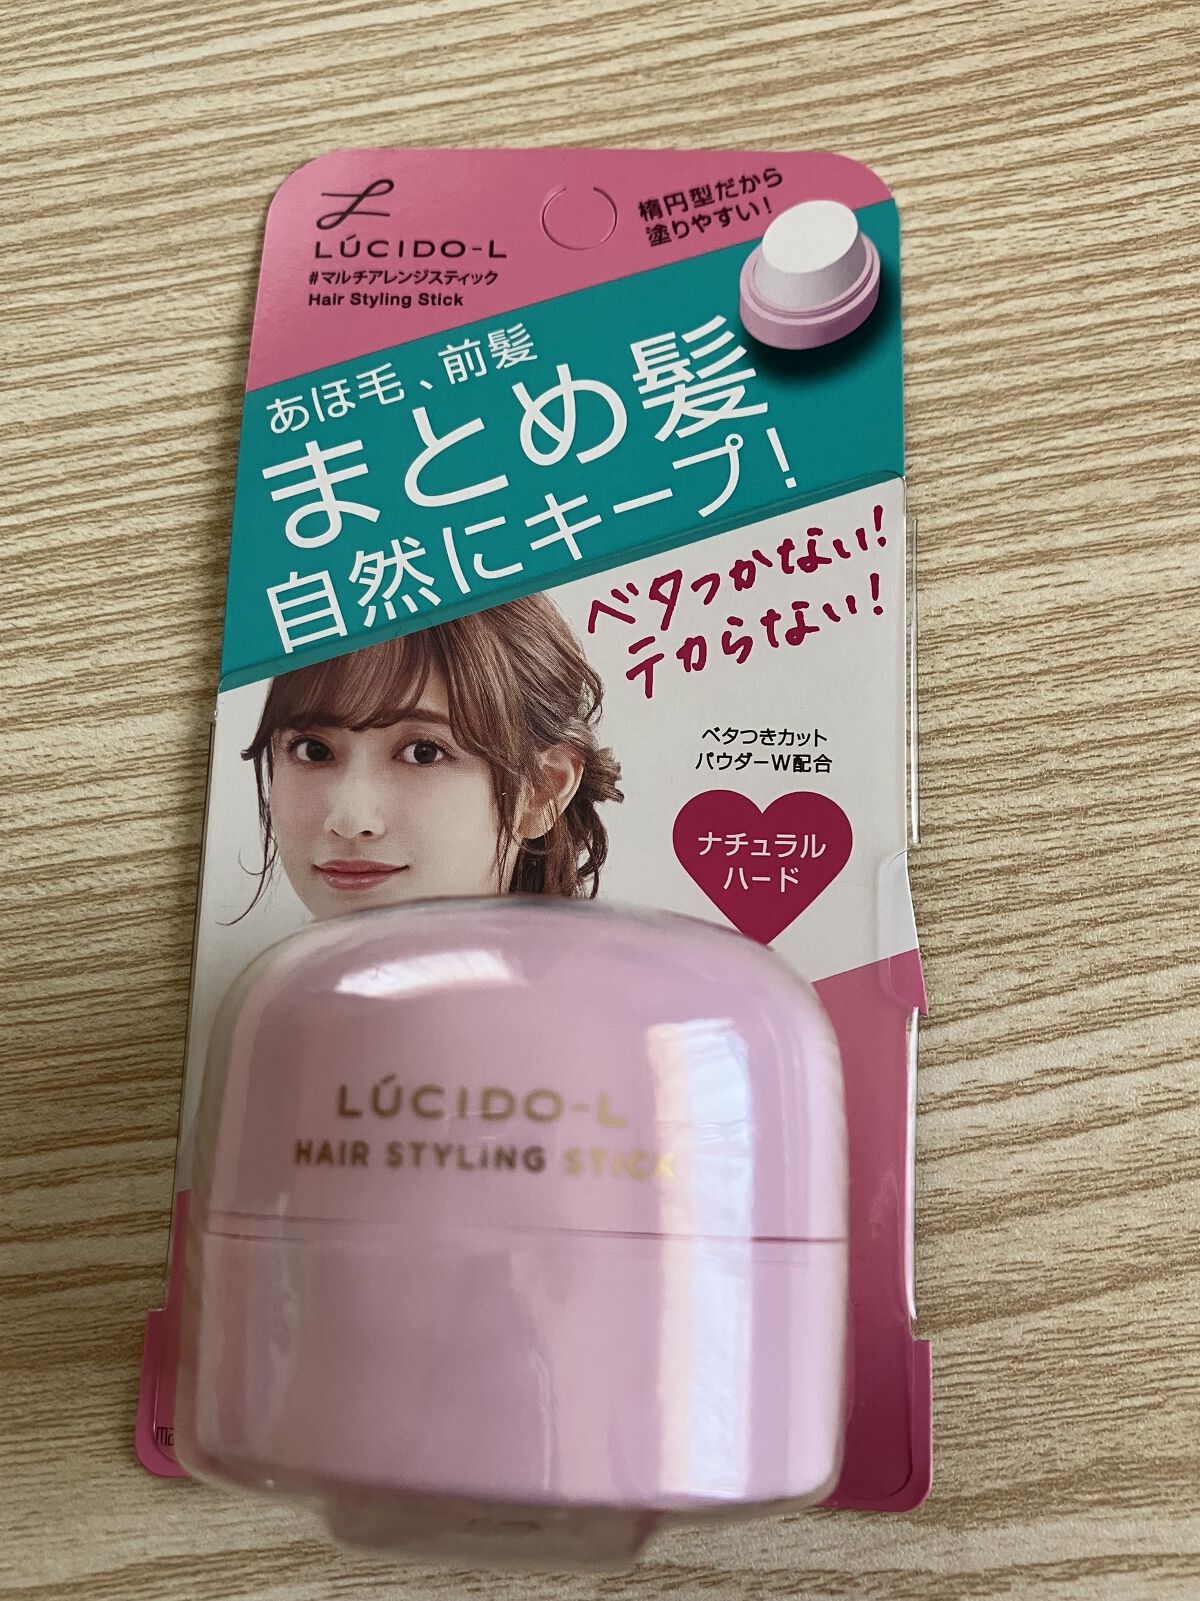 LÚCIDO-L
#マルチアレンジスティック
Hair Styling Stick
楕円型だから
塗りやすい!
あほ毛、前髪
まとめ髪
自然にキープ!
ベタつかない!
テカらない!
ベタつきカット
パウダーW配合
ナチュラル
ハード
LÚCIDO-L
HAIR STYLING STICK